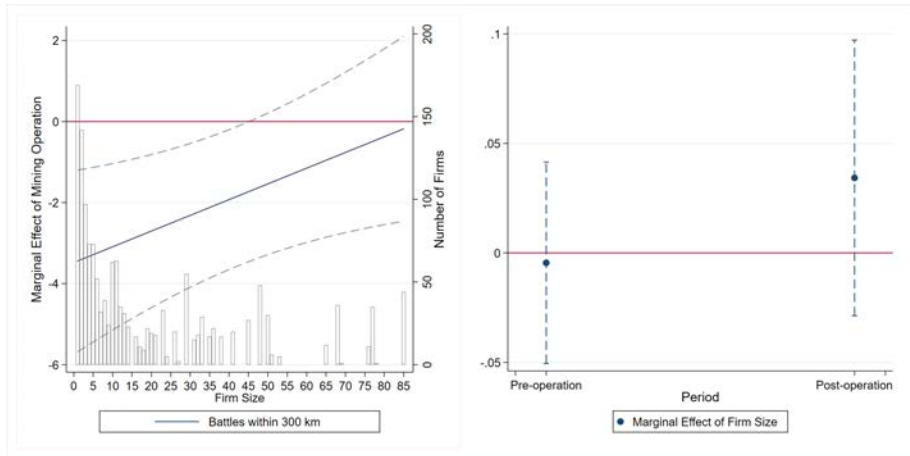 2
0
-2
-4
-6
Marginal Effect of Mining Operation
200
150
100
50
0
Number of Firms
0 5 10 15 20 25 30 35 40 45 50 55 60 65 70 75 80 85
Firm Size
Battles within 300 km
.1
.05
0
-.05
Pre-operation Post-operation
Period
Marginal Effect of Firm Size